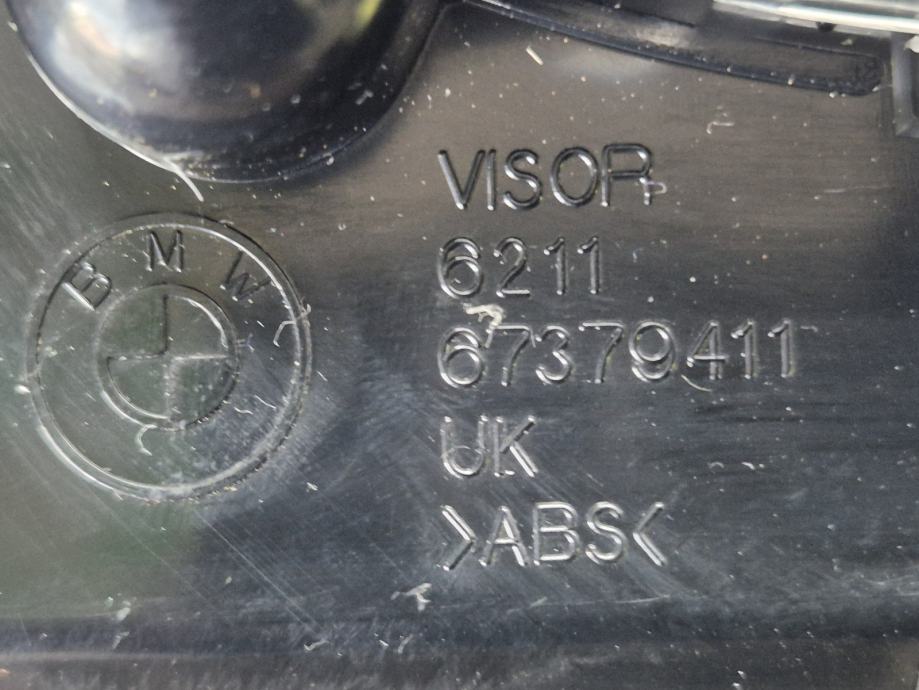 BMW
VISOR
6211
67379411
UK
>ABS<